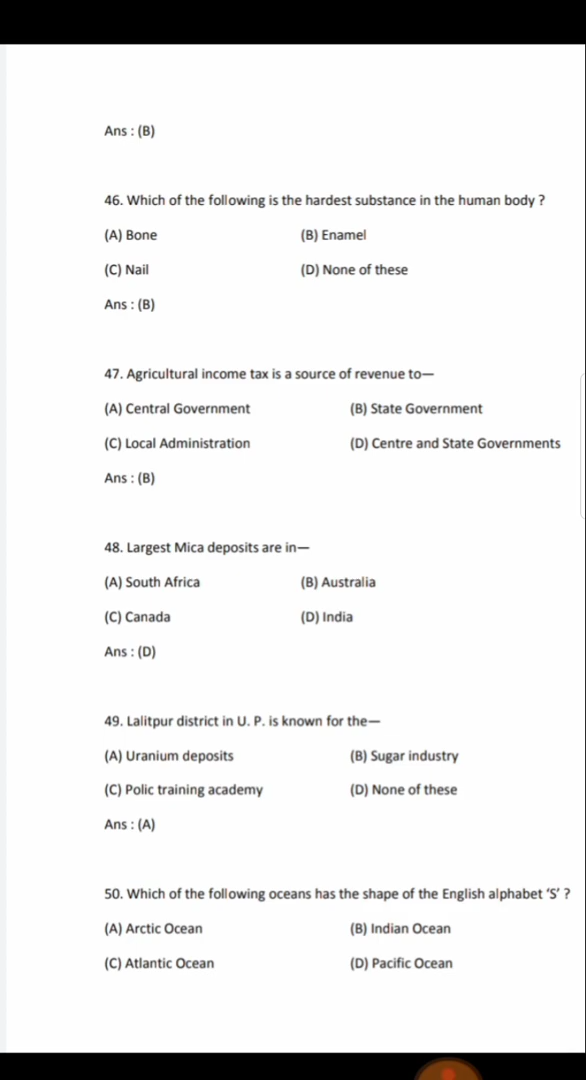 Ans : (B)
46. Which of the following is the hardest substance in the human body ?
(A) Bone (B) Enamel
(C) Nail (D) None of these
Ans : (B)
47. Agricultural income tax is a source of revenue to—
(A) Central Government (B) State Government
(C) Local Administration (D) Centre and State Governments
Ans : (B)
48. Largest Mica deposits are in—
(A) South Africa (B) Australia
(C) Canada (D) India
Ans : (D)
49. Lalitpur district in U. P. is known for the—
(A) Uranium deposits (B) Sugar industry
(C) Polic training academy (D) None of these
Ans : (A)
50. Which of the following oceans has the shape of the English alphabet ‘S’ ?
(A) Arctic Ocean (B) Indian Ocean
(C) Atlantic Ocean (D) Pacific Ocean